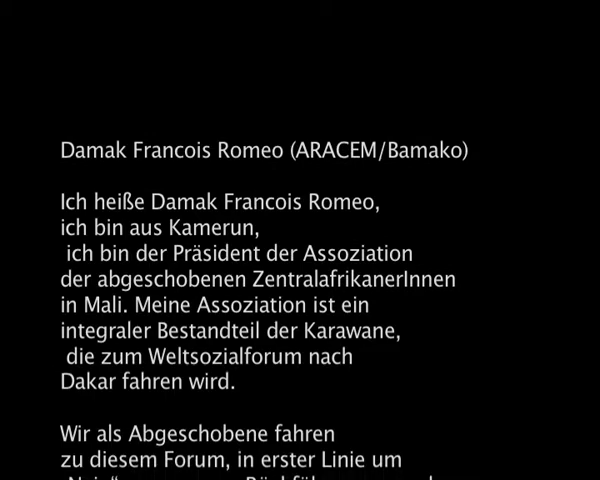 Damak Francois Romeo (ARACEM/Bamako)
Ich heiße Damak Francois Romeo,
ich bin aus Kamerun,
ich bin der Präsident der Assoziation
der abgeschobenen ZentralafrikanerInnen
in Mali. Meine Assoziation ist ein
integraler Bestandteil der Karawane,
die zum Weltsozialforum nach
Dakar fahren wird.
Wir als Abgeschobene fahren
zu diesem Forum, in erster Linie um